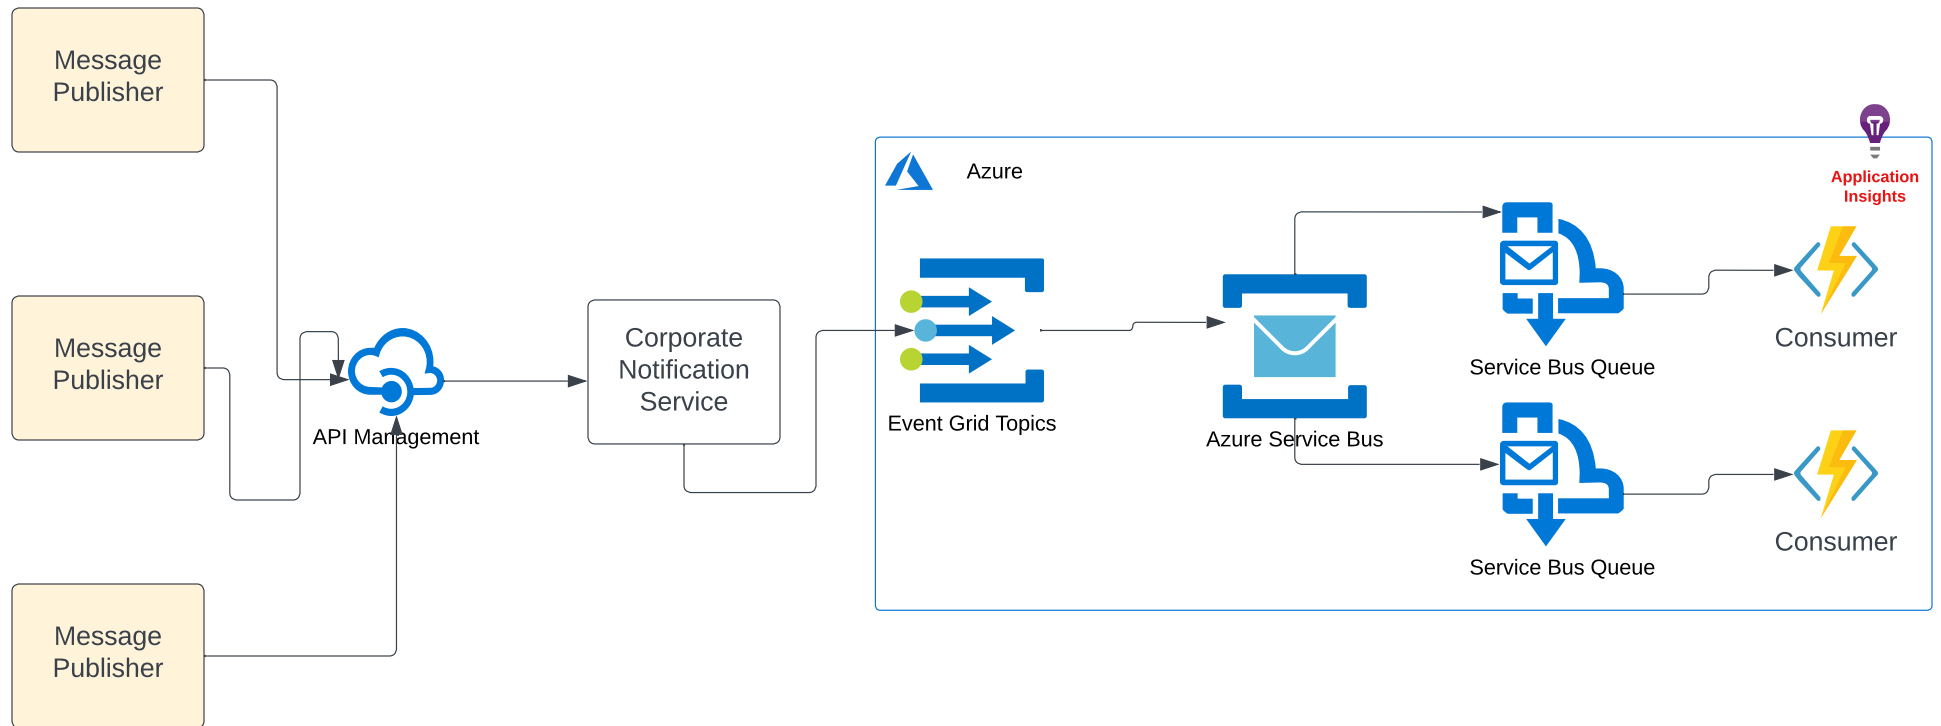 Message
Publisher
Message
Publisher
Message
Publisher
API Management
Corporate
Notification
Service
Azure
Event Grid Topics
Azure Service Bus
Service Bus Queue
Service Bus Queue
Application
Insights
Consumer
Consumer